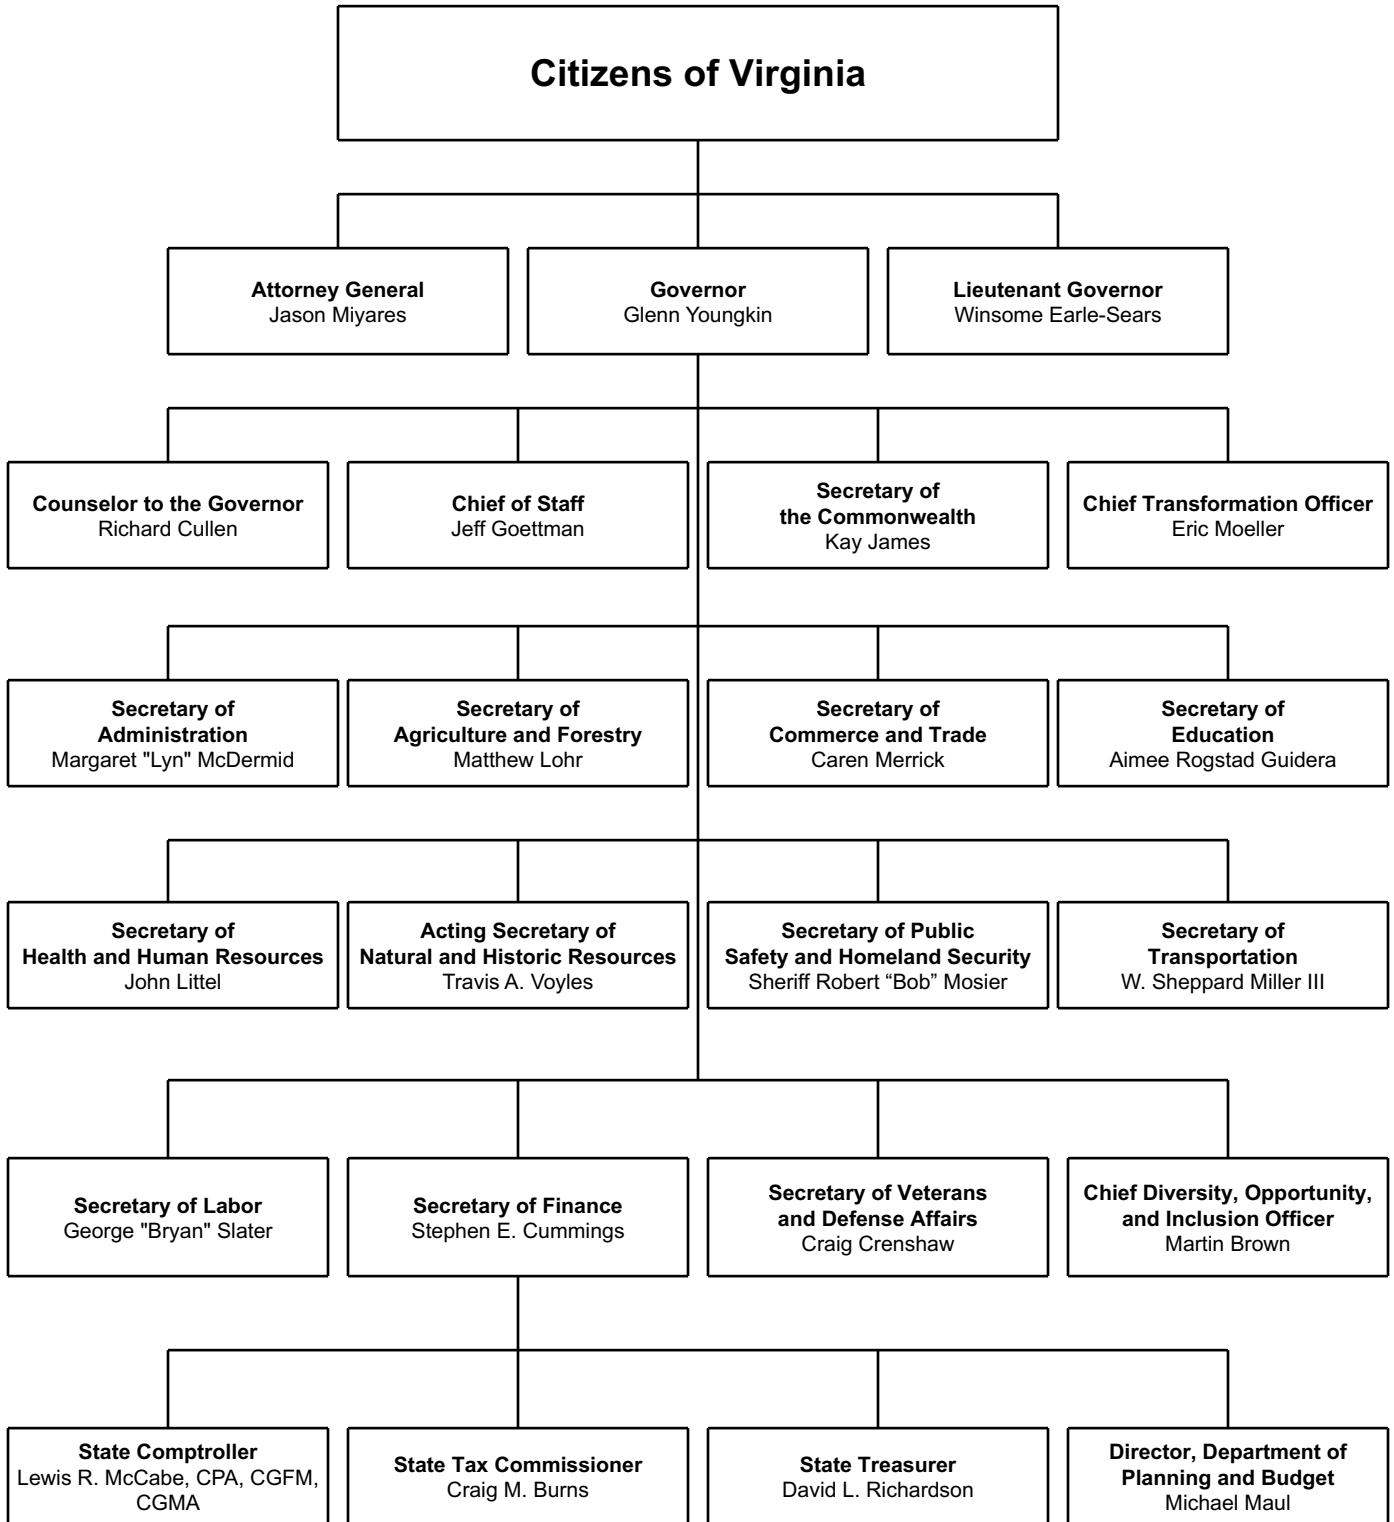 Citizens of Virginia
Attorney General
Jason Miyares
Governor
Glenn Youngkin
Lieutenant Governor
Winsome Earle-Sears
Counselor to the Governor
Richard Cullen
Chief of Staff
Jeff Goettman
Secretary of
the Commonwealth
Kay James
Chief Transformation Officer
Eric Moeller
Secretary of
Administration
Margaret "Lyn" McDermid
Secretary of
Agriculture and Forestry
Matthew Lohr
Secretary of
Commerce and Trade
Caren Merrick
Secretary of
Education
Aimee Rogstad Guidera
Secretary of
Health and Human Resources
John Littel
Acting Secretary of
Natural and Historic Resources
Travis A. Voyles
Secretary of Public
Safety and Homeland Security
Sheriff Robert “Bob” Mosier
Secretary of
Transportation
W. Sheppard Miller III
Secretary of Labor
George "Bryan" Slater
Secretary of Finance
Stephen E. Cummings
Secretary of Veterans
and Defense Affairs
Craig Crenshaw
Chief Diversity, Opportunity,
and Inclusion Officer
Martin Brown
State Comptroller
Lewis R. McCabe, CPA, CGFM,
CGMA
State Tax Commissioner
Craig M. Burns
State Treasurer
David L. Richardson
Director, Department of
Planning and Budget
Michael Maul